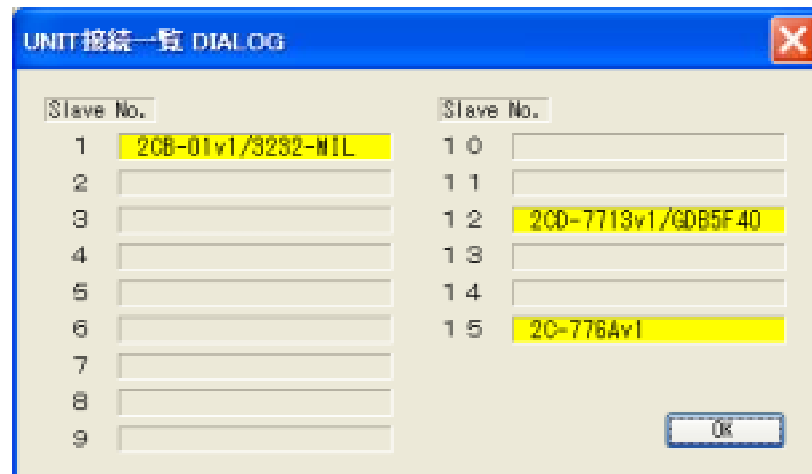 UNIT接続一覧 DIALOG
Slave No.
1 2CB-01v1/3232-MIL
2
3
4
5
6
7
8
9
Slave No.
10
11
12 2CD-7713v1/GDB5F40
13
14
15 2C-776Av1
OK